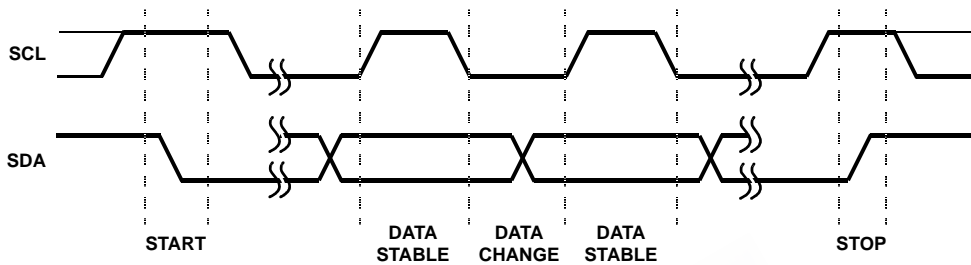 SCL
SDA
START
DATA
STABLE
DATA
CHANGE
DATA
STABLE
STOP